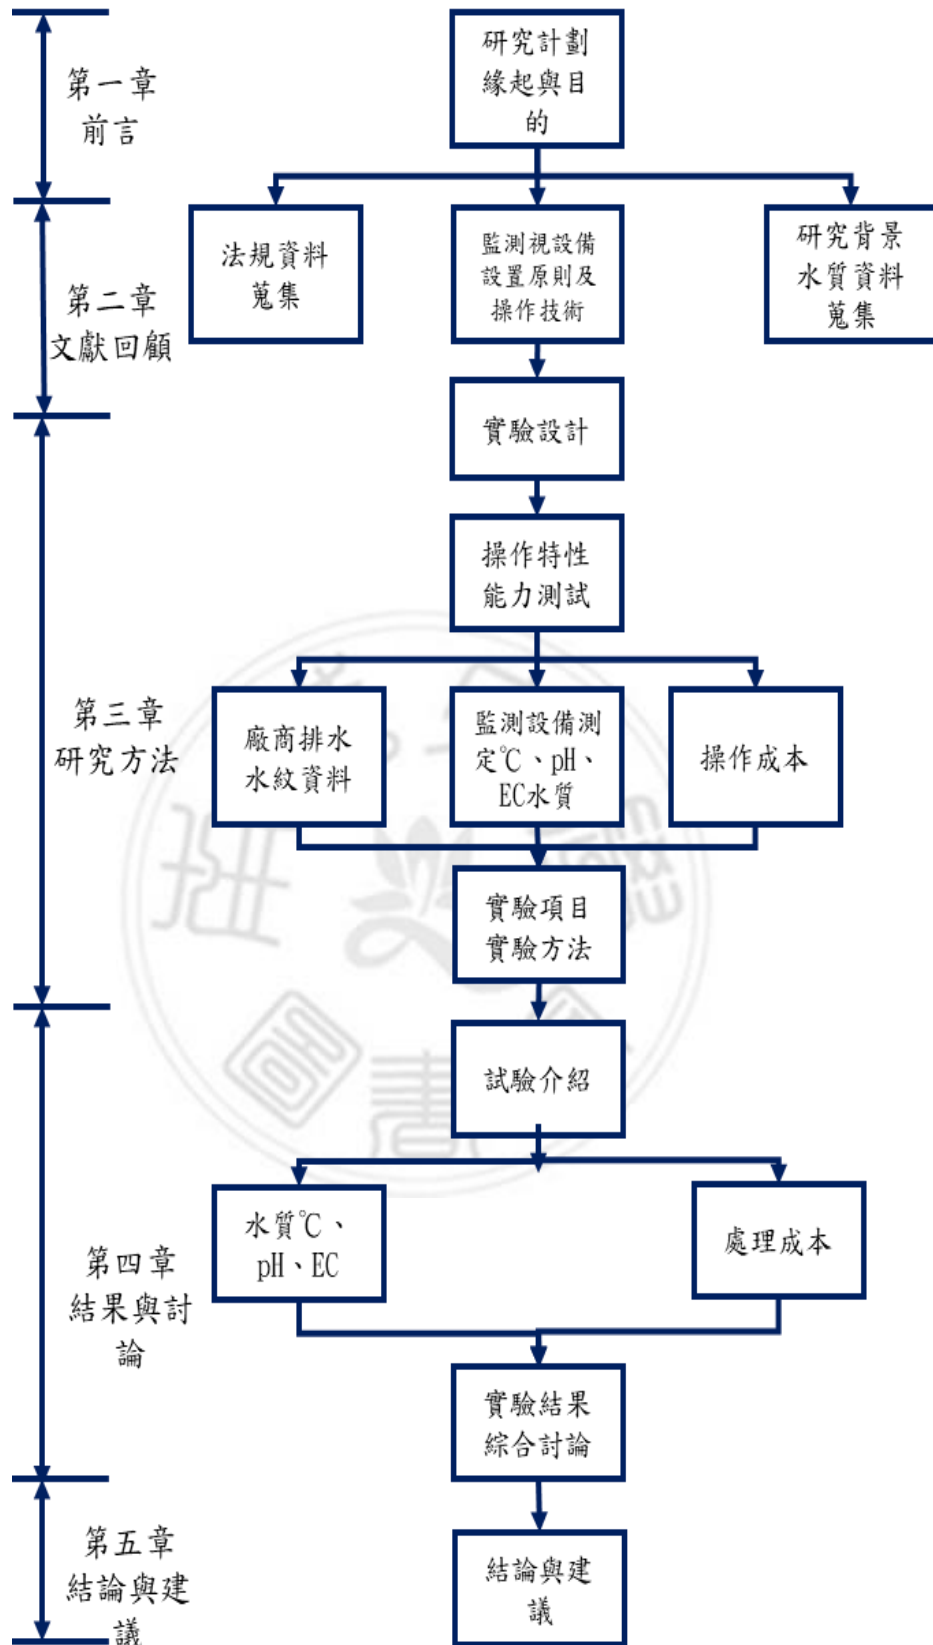 第一章
前言
研究計劃
緣起與目
的
第二章
文獻回顧
法規資料
蒐集
監測視設備
設置原則及
操作技術
研究背景
水質資料
蒐集
第三章
研究方法
實驗設計
操作特性
能力測試
廠商排水
水紋資料
監測設備測
定℃、pH、
EC水質
操作成本
實驗項目
實驗方法
第四章
結果與討
論
試驗介紹
水質℃、
pH、EC
處理成本
實驗結果
綜合討論
第五章
結論與建
議
結論與建
議